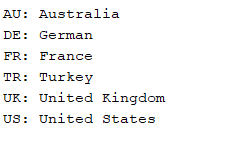 AU: Australia
DE: German
FR: France
TR: Turkey
UK: United Kingdom
US: United States